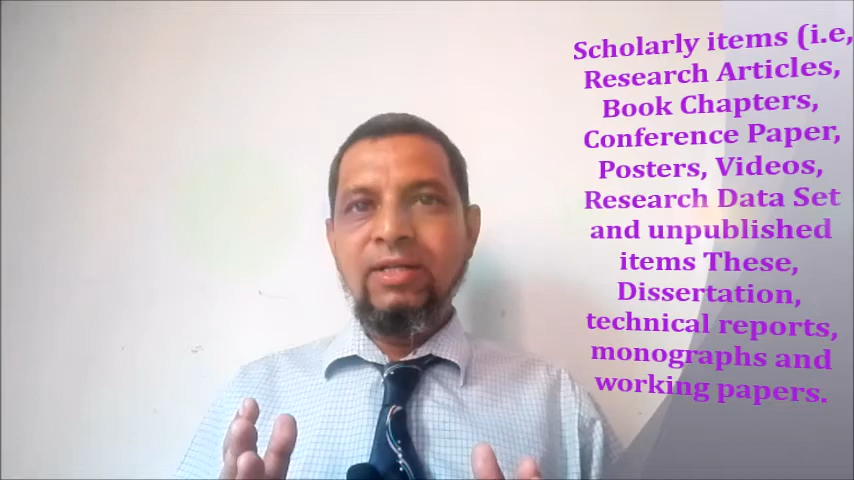 Scholarly items (i.e,
Research Articles,
Book Chapters,
Conference Paper,
Posters, Videos,
Research Data Set
and unpublished
items These,
Dissertation,
technical reports,
monographs and
working papers.